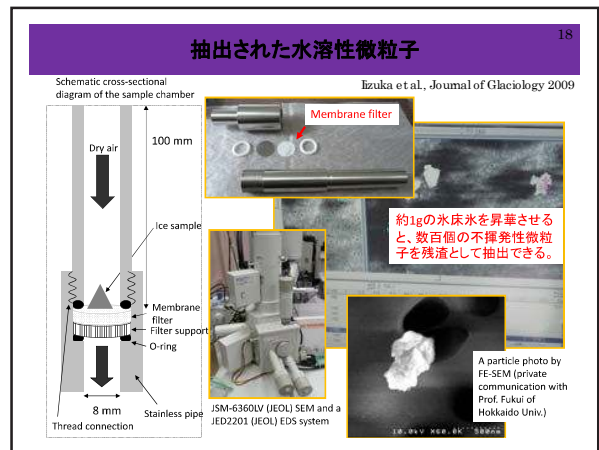 18
抽出された水溶性微粒子
Iizuka et al., Journal of Glaciology 2009
Schematic cross-sectional
diagram of the sample chamber
100 mm
Dry air
Ice sample
Membrane
filter
Filter support
O-ring
8 mm
Stainless pipe
Thread connection
Membrane filter
約1gの氷床氷を昇華させる
と、数百個の不揮発性微粒
子を残渣として抽出できる。
JSM-6360LV (JEOL) SEM and a
JED2201 (JEOL) EDS system
A particle photo by
FE-SEM (private
communication with
Prof. Fukui of
Hokkaido Univ.)
10.0kV X60.0K 500nm